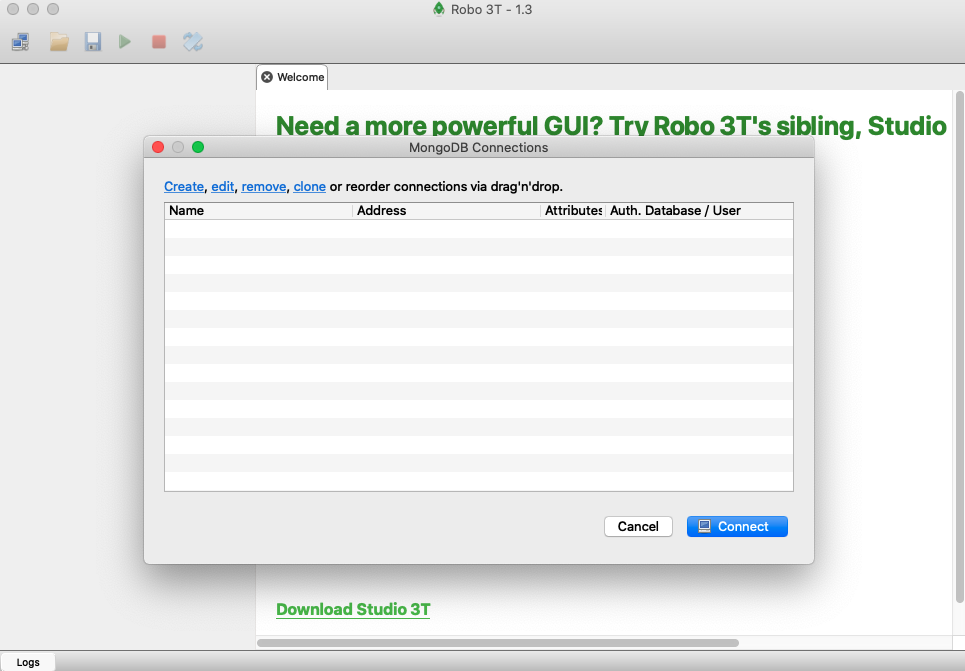 Robo 3T - 1.3
Welcome
Need a more powerful GUI? Try Robo 3T's sibling, Studio
MongoDB Connections
Create, edit, remove, clone or reorder connections via drag'n'drop.
Name Address Attributes Auth. Database / User
Cancel Connect
Download Studio 3T
Logs